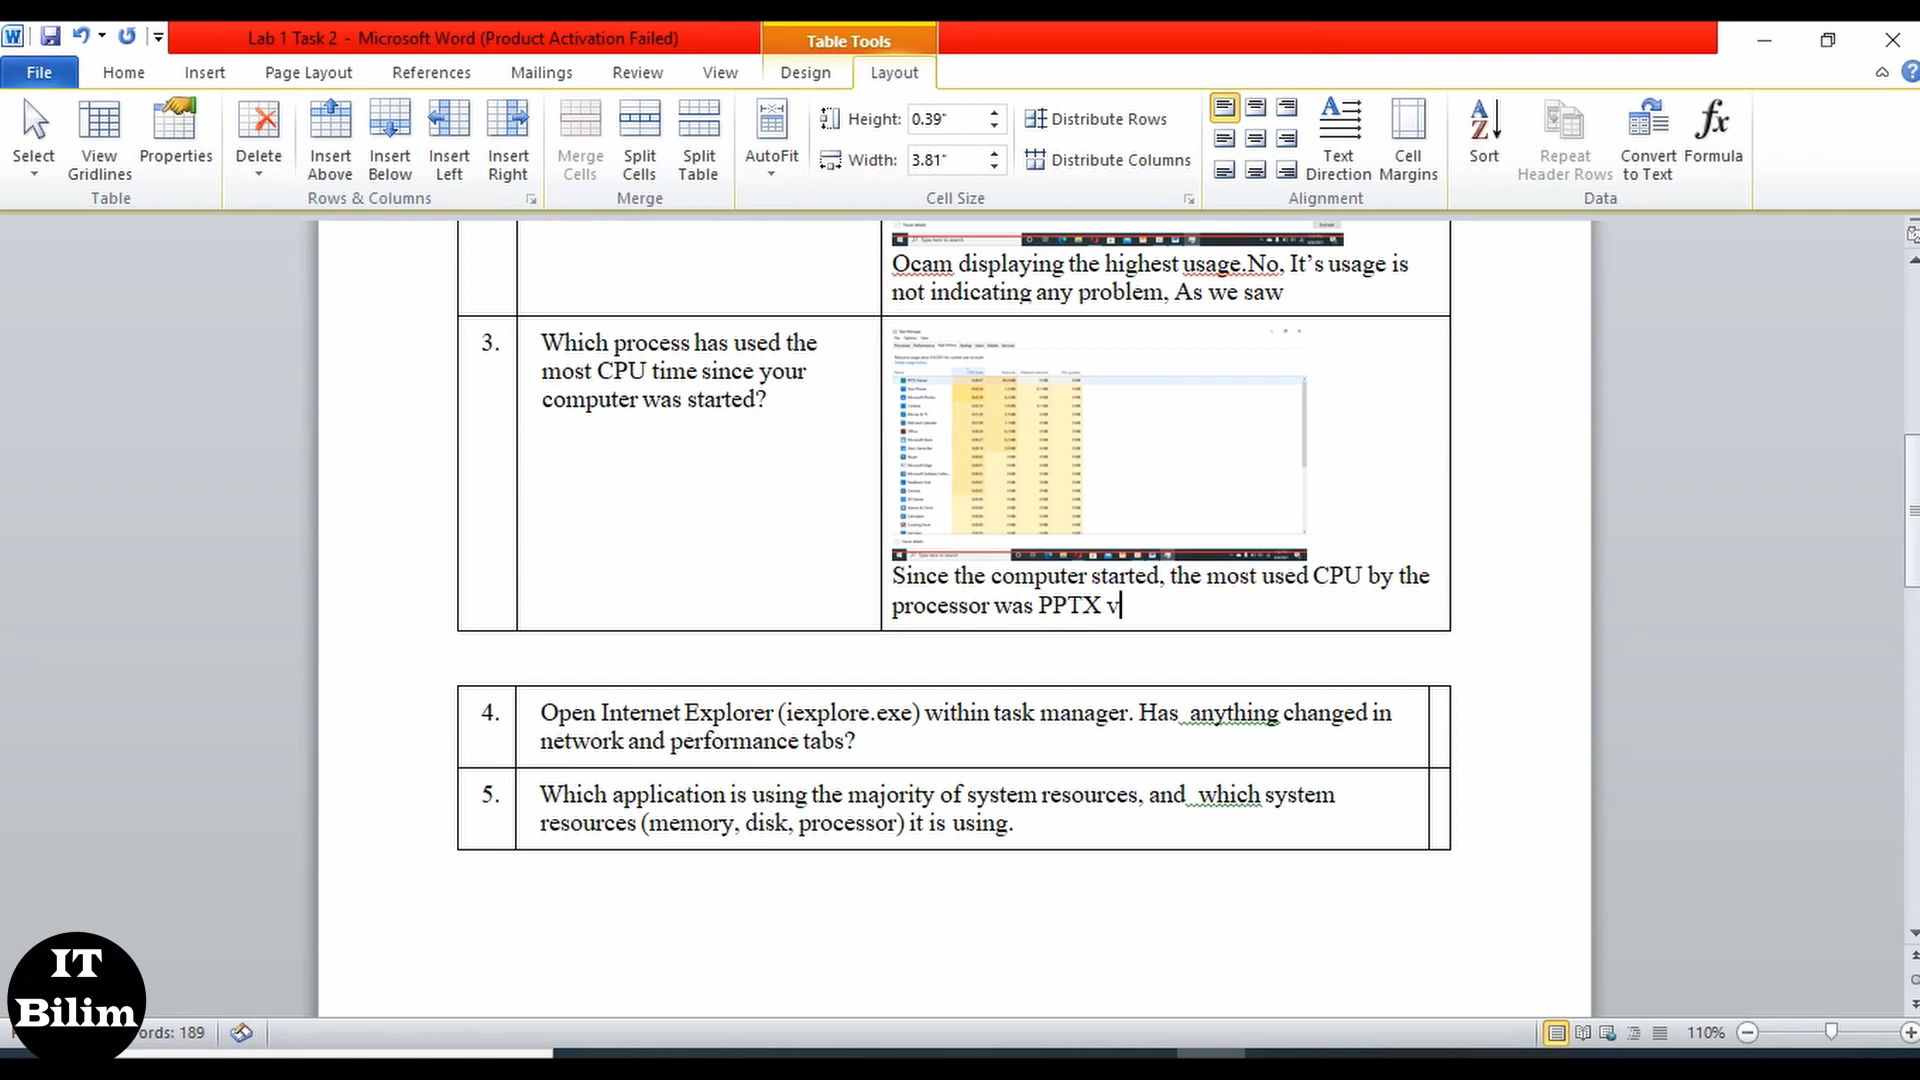 Lab 1 Task 2 - Microsoft Word (Product Activation Failed)
Table Tools
File
Home
Insert
Page Layout
References
Mailings
Review
View
Design
Layout
Select
View
Gridlines
Properties
Delete
Insert
Above
Insert
Below
Insert
Left
Insert
Right
Merge
Cells
Split
Cells
Split
Table
AutoFit
Height: 0.39"
Width: 3.81"
Distribute Rows
Distribute Columns
Text
Direction
Cell
Margins
A
Z
Sort
Repeat
Header Rows
Convert
to Text
fx
Formula
Table
Rows & Columns
Merge
Cell Size
Alignment
Data
Type here to search
Ocam displaying the highest usage.No, It's usage is
not indicating any problem, As we saw
3.
Which process has used the
most CPU time since your
computer was started?
Since the computer started, the most used CPU by the
processor was PPTX v
4.
Open Internet Explorer (iexplore.exe) within task manager. Has anything changed in
network and performance tabs?
5.
Which application is using the majority of system resources, and which system
resources (memory, disk, processor) it is using.
IT
Bilim
ords: 189
110%